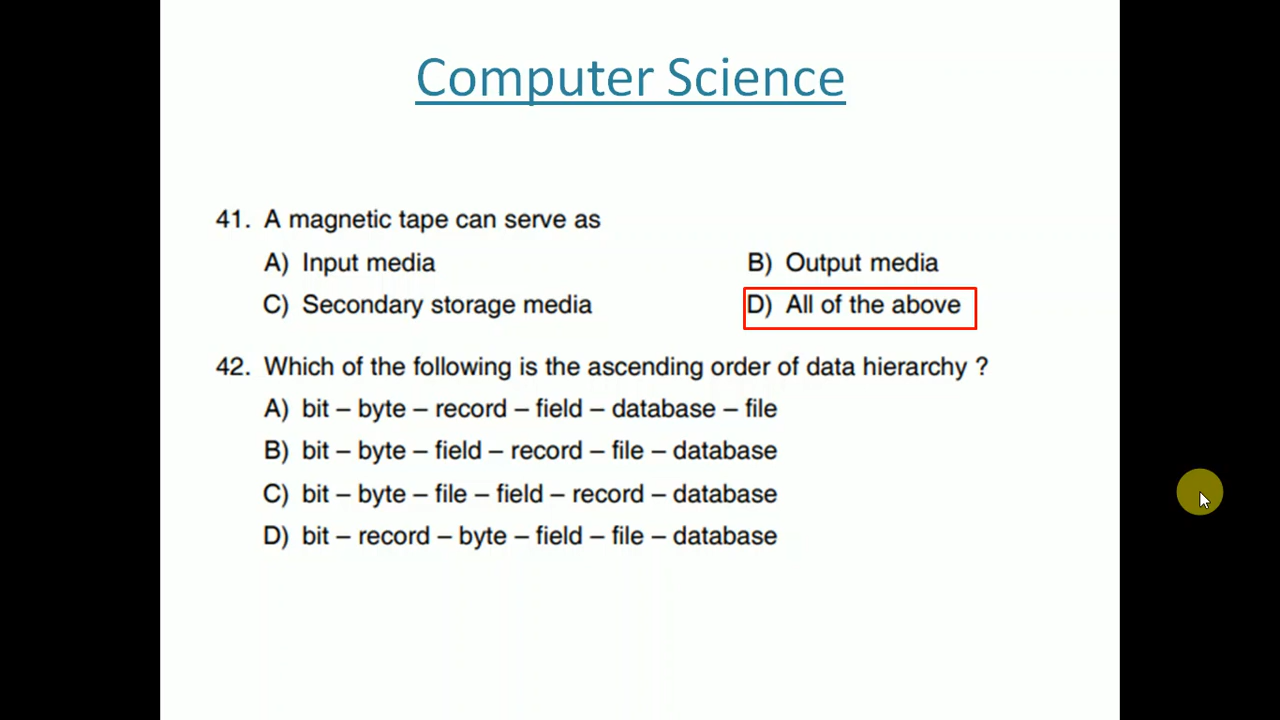 Computer Science
41. A magnetic tape can serve as
A) Input media B) Output media
C) Secondary storage media D) All of the above
42. Which of the following is the ascending order of data hierarchy ?
A) bit – byte – record – field – database – file
B) bit – byte – field – record – file – database
C) bit – byte – file – field – record – database
D) bit – record – byte – field – file – database